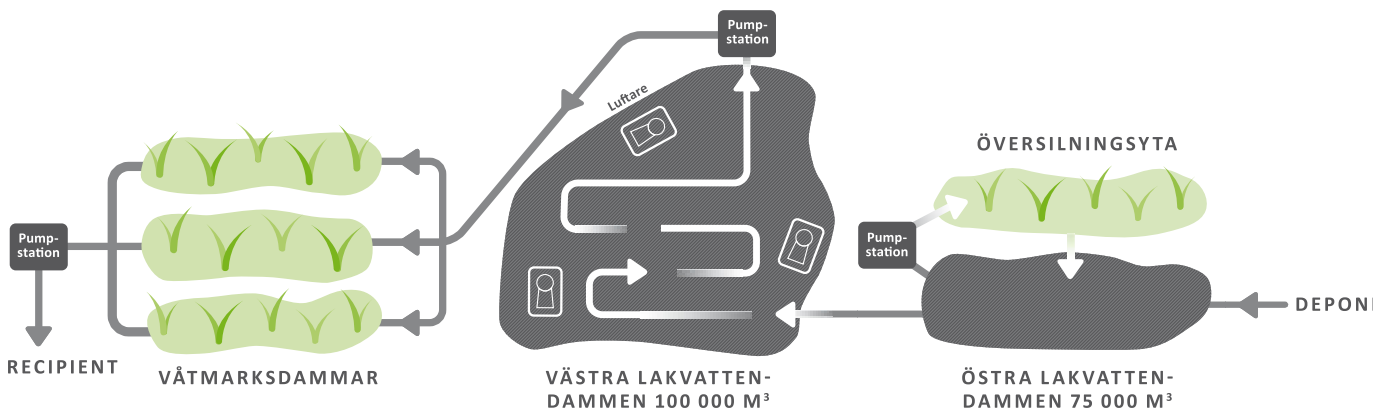 Pump-
station
Luftare
ÖVERSILNINGSYTA
Pump-
station
Pump-
station
DEPONI
RECIPIENT
VÅTMARKSDAMMAR
VÄSTRA LAKVATTEN-
DAMMEN 100 000 M³
ÖSTRA LAKVATTEN-
DAMMEN 75 000 M³